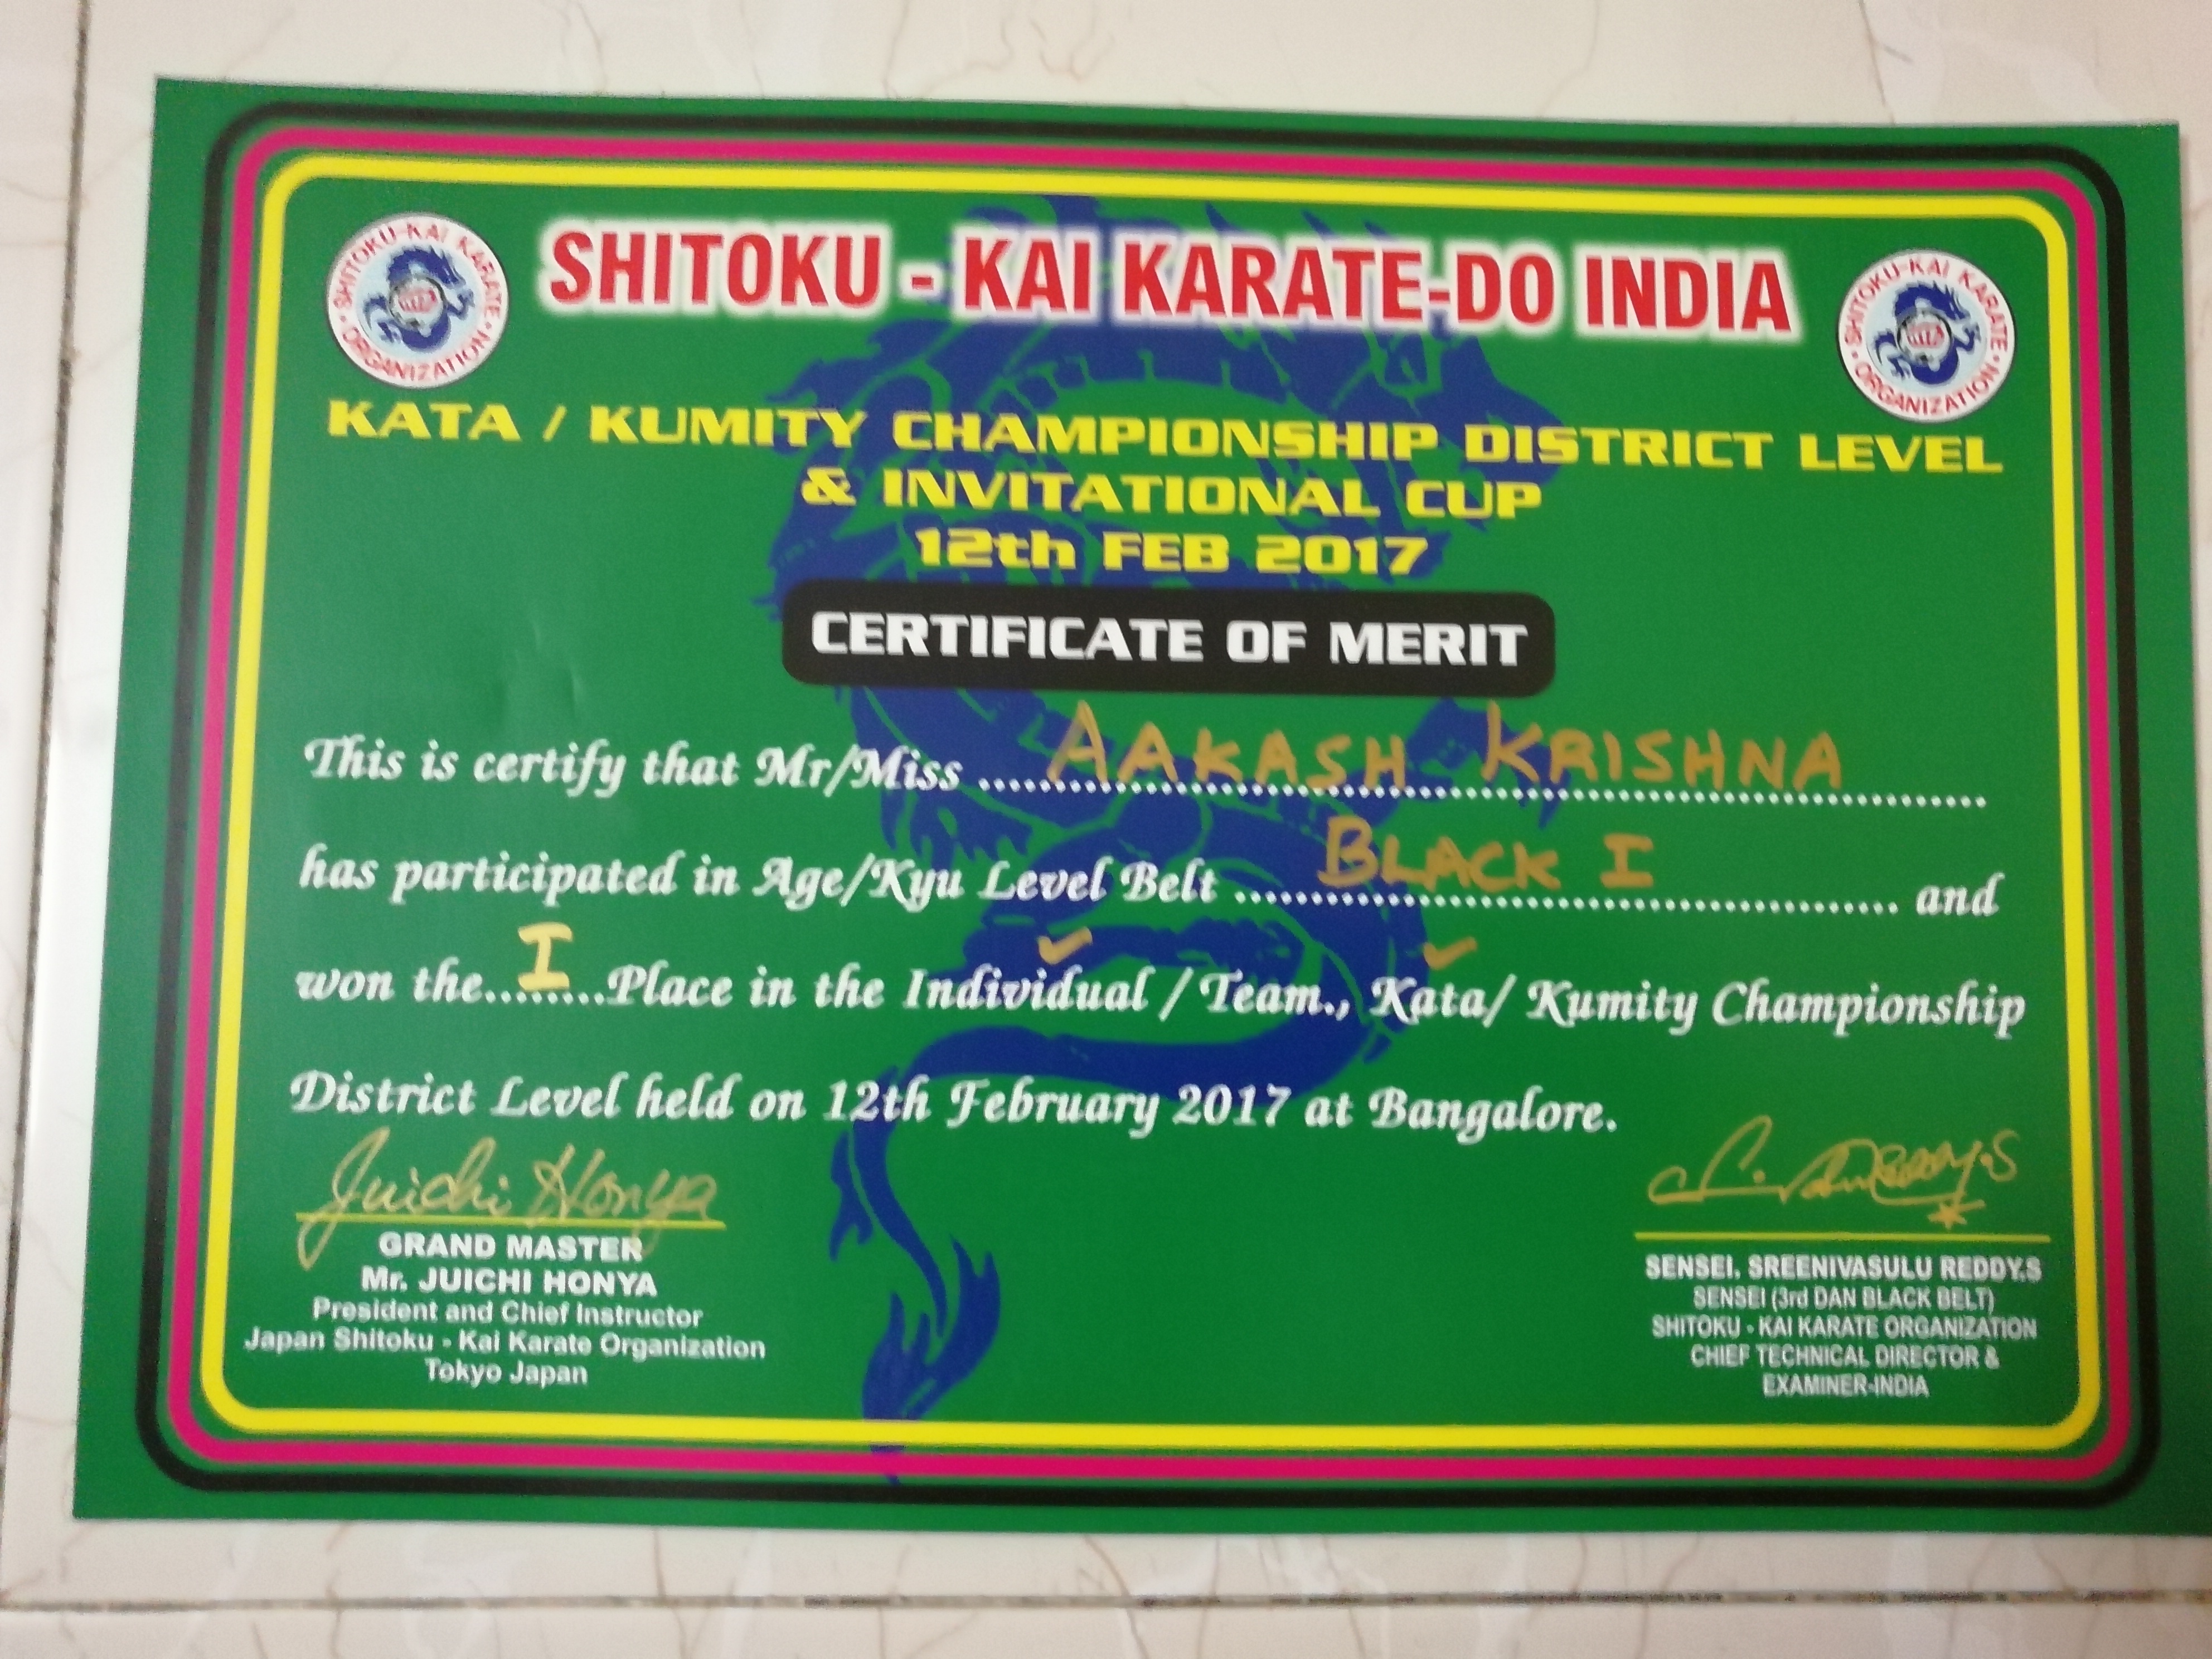 SHITOKU-KAI KARATE
ORGANIZATION
SHITOKU - KAI KARATE-DO INDIA
SHITOKU-KAI KARATE
ORGANIZATION
KATA / KUMITY CHAMPIONSHIP DISTRICT LEVEL
& INVITATIONAL CUP
12th FEB 2017
CERTIFICATE OF MERIT
This is certify that Mr/Miss AAKASH KRISHNA
has participated in Age/Kyu Level Belt BLACK I and
won the I Place in the Individual ✓ / Team., Kata ✓ / Kumity Championship
District Level held on 12th February 2017 at Bangalore.
Juichi Honya
GRAND MASTER
Mr. JUICHI HONYA
President and Chief Instructor
Japan Shitoku - Kai Karate Organization
Tokyo Japan
SENSEI. SREENIVASULU REDDY.S
SENSEI (3rd DAN BLACK BELT)
SHITOKU - KAI KARATE ORGANIZATION
CHIEF TECHNICAL DIRECTOR &
EXAMINER-INDIA